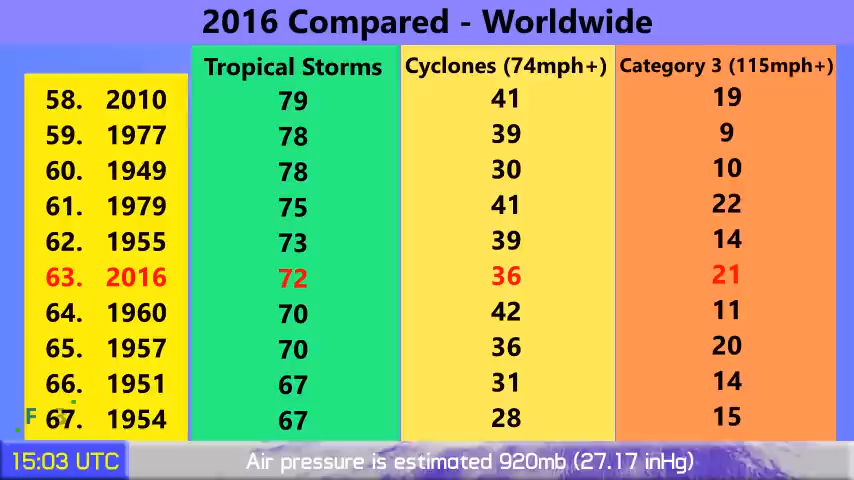 2016 Compared - Worldwide
Tropical Storms Cyclones (74mph+) Category 3 (115mph+)
58. 2010 79 41 19
59. 1977 78 39 9
60. 1949 78 30 10
61. 1979 75 41 22
62. 1955 73 39 14
63. 2016 72 36 21
64. 1960 70 42 11
65. 1957 70 36 20
66. 1951 67 31 14
67. 1954 67 28 15
15:03 UTC Air pressure is estimated 920mb (27.17 inHg)